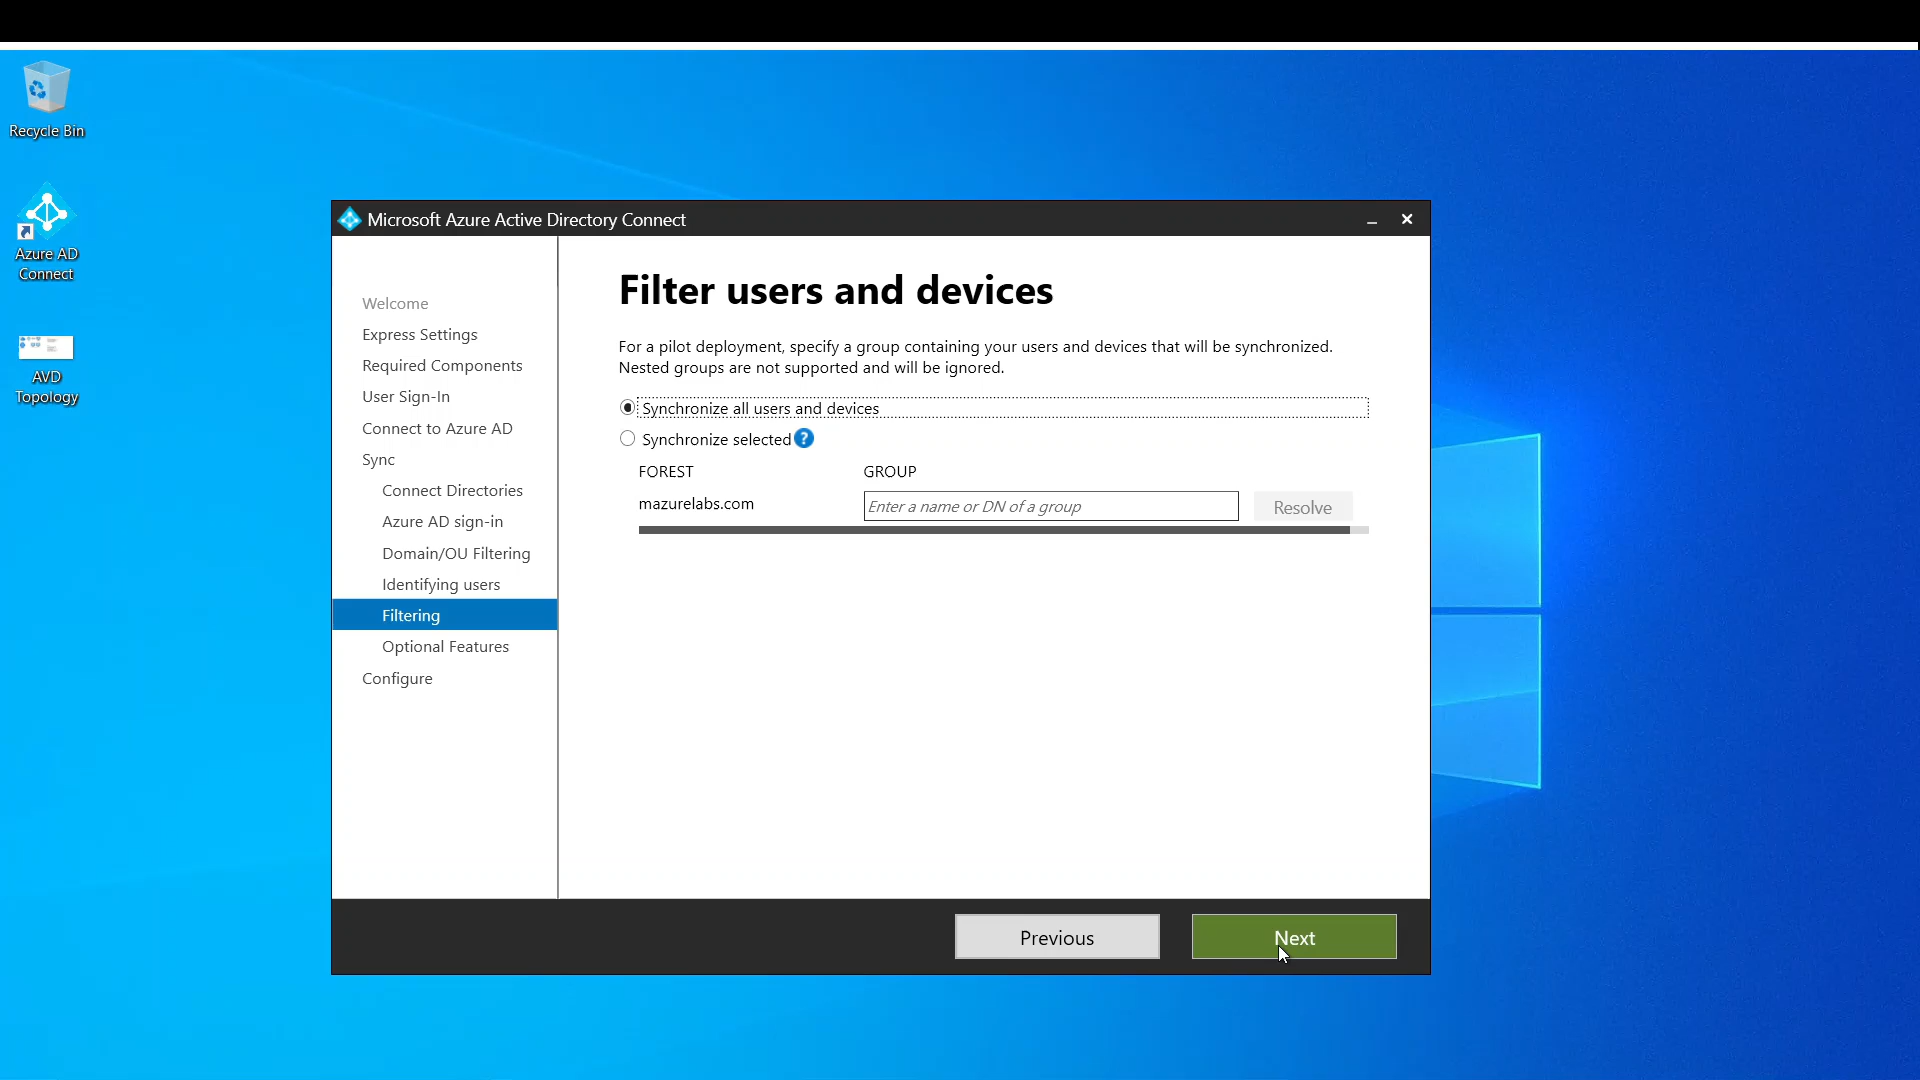 Recycle Bin
Azure AD
Connect
AVD
Topology
Microsoft Azure Active Directory Connect
Welcome
Express Settings
Required Components
User Sign-In
Connect to Azure AD
Sync
Connect Directories
Azure AD sign-in
Domain/OU Filtering
Identifying users
Filtering
Optional Features
Configure
Filter users and devices
For a pilot deployment, specify a group containing your users and devices that will be synchronized.
Nested groups are not supported and will be ignored.
Synchronize all users and devices
Synchronize selected ?
FOREST GROUP
mazurelabs.com Enter a name or DN of a group Resolve
Previous Next